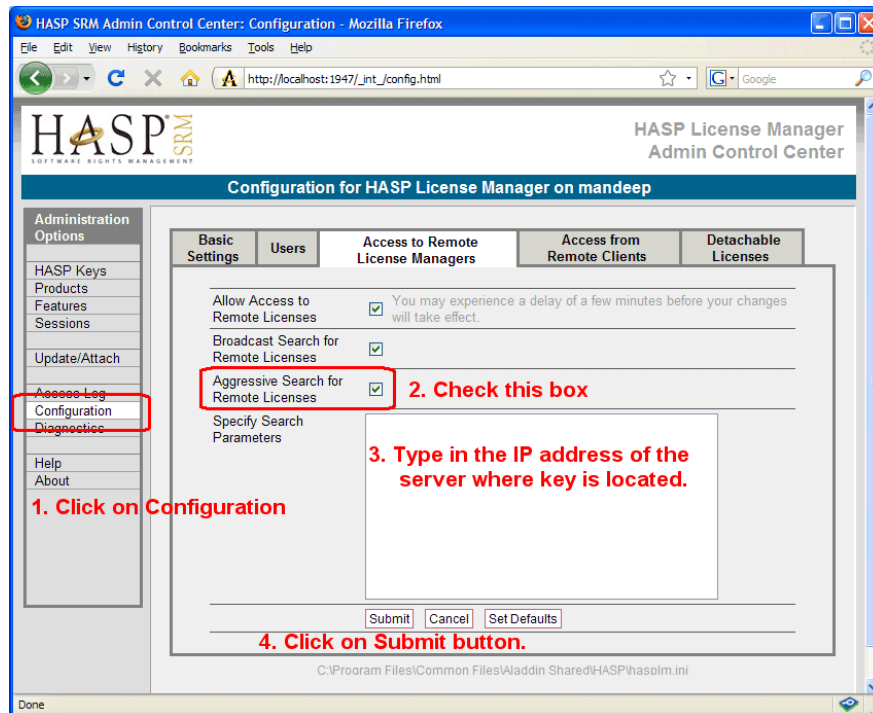 HASP SRM Admin Control Center: Configuration - Mozilla Firefox
File Edit View History Bookmarks Tools Help
http://localhost:1947/_int_/config.html
G Google
HASP SRM
SOFTWARE RIGHTS MANAGEMENT
HASP License Manager
Admin Control Center
Configuration for HASP License Manager on mandeep
Administration
Options
HASP Keys
Products
Features
Sessions
Update/Attach
Access Log
Configuration
Diagnostics
Help
About
1. Click on Configuration
Basic
Settings
Users
Access to Remote
License Managers
Access from
Remote Clients
Detachable
Licenses
Allow Access to
Remote Licenses
You may experience a delay of a few minutes before your changes
will take effect.
Broadcast Search for
Remote Licenses
Aggressive Search for
Remote Licenses
2. Check this box
Specify Search
Parameters
3. Type in the IP address of the
server where key is located.
Submit Cancel Set Defaults
4. Click on Submit button.
C:\Program Files\Common Files\Aladdin Shared\HASP\hasplm.ini
Done